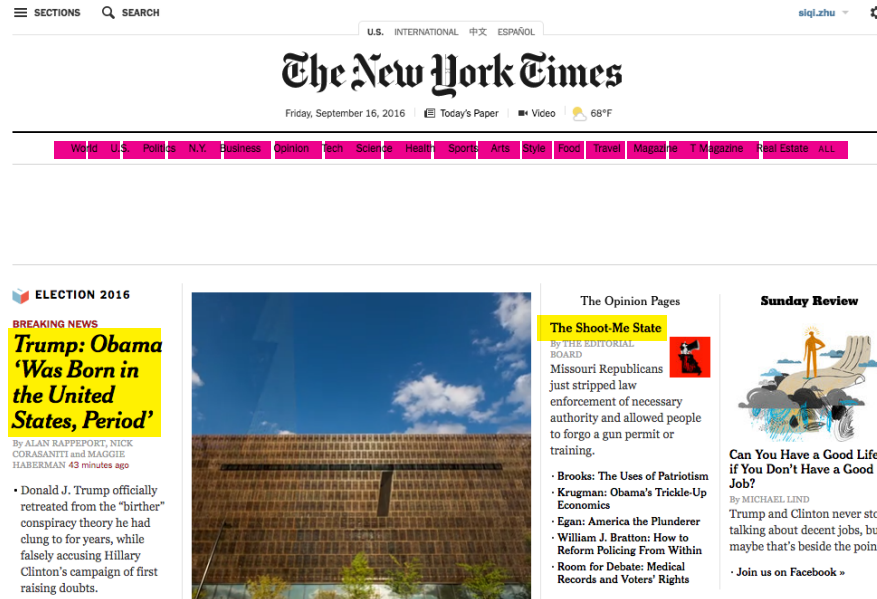 SECTIONS SEARCH siqi.zhu
U.S. INTERNATIONAL 中文 ESPAÑOL
The New York Times
Friday, September 16, 2016 Today's Paper Video 68°F
World U.S. Politics N.Y. Business Opinion Tech Science Health Sports Arts Style Food Travel Magazine T Magazine Real Estate ALL
ELECTION 2016
BREAKING NEWS
Trump: Obama
‘Was Born in
the United
States, Period’
By ALAN RAPPEPORT, NICK
CORASANITI and MAGGIE
HABERMAN 43 minutes ago
• Donald J. Trump officially
retreated from the “birther”
conspiracy theory he had
clung to for years, while
falsely accusing Hillary
Clinton’s campaign of first
raising doubts.
The Opinion Pages
The Shoot-Me State
By THE EDITORIAL
BOARD
Missouri Republicans
just stripped law
enforcement of necessary
authority and allowed people
to forgo a gun permit or
training.
• Brooks: The Uses of Patriotism
• Krugman: Obama’s Trickle-Up
Economics
• Egan: America the Plunderer
• William J. Bratton: How to
Reform Policing From Within
• Room for Debate: Medical
Records and Voters’ Rights
Sunday Review
Can You Have a Good Life
if You Don’t Have a Good
Job?
By MICHAEL LIND
Trump and Clinton never sto
talking about decent jobs, bu
maybe that’s beside the poin
• Join us on Facebook »